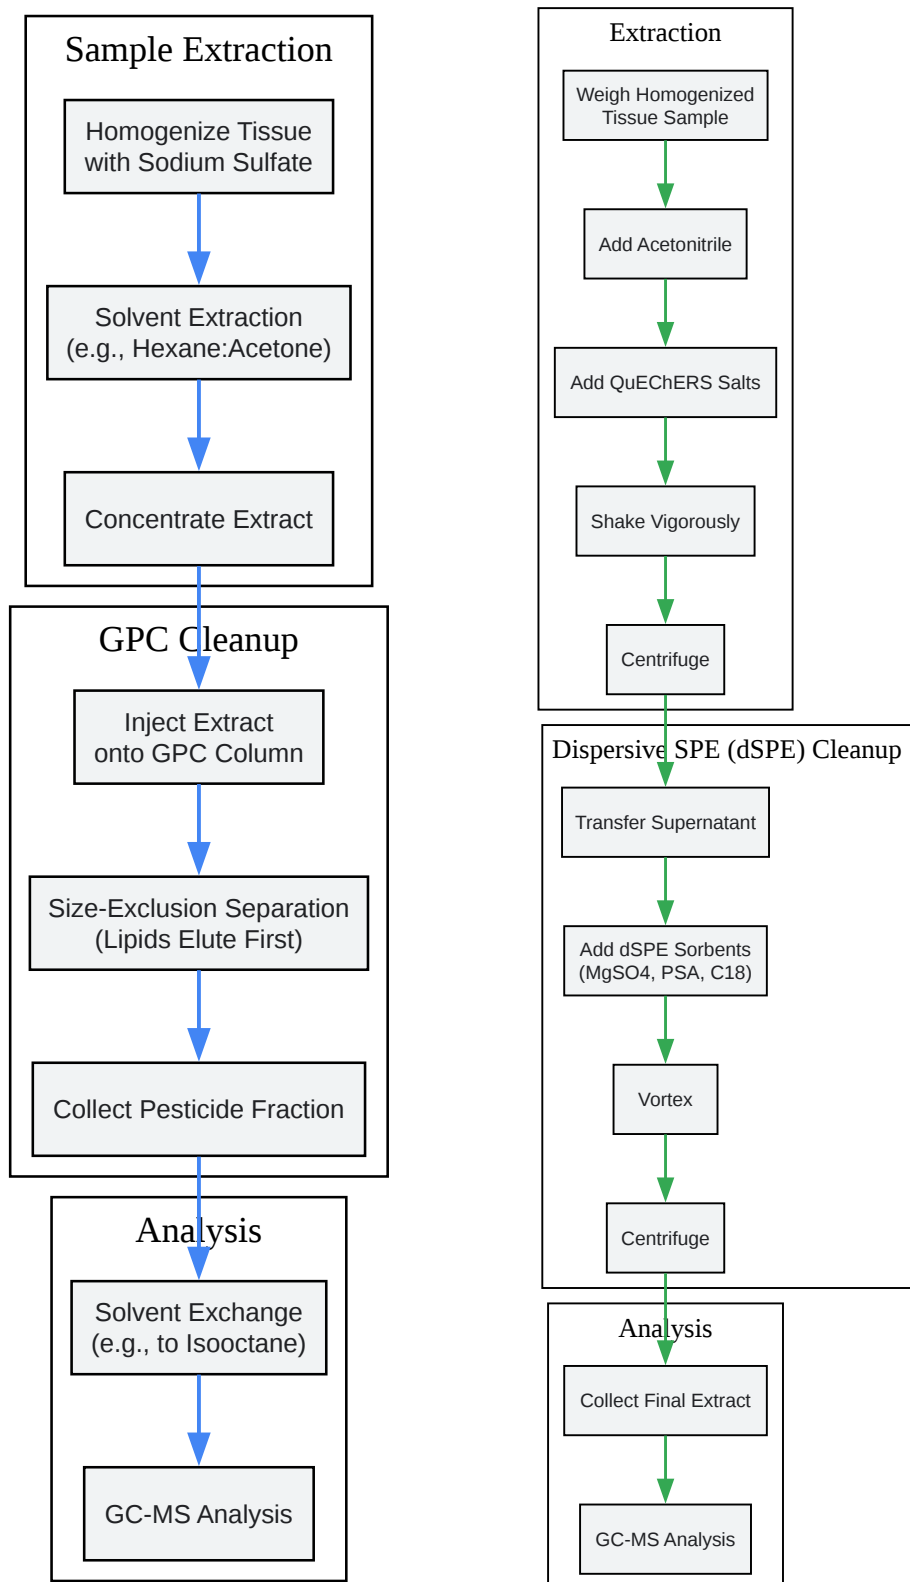 Sample Extraction
Homogenize Tissue
with Sodium Sulfate
Solvent Extraction
(e.g., Hexane:Acetone)
Concentrate Extract
GPC Cleanup
Inject Extract
onto GPC Column
Size-Exclusion Separation
(Lipids Elute First)
Collect Pesticide Fraction
Analysis
Solvent Exchange
(e.g., to Isooctane)
GC-MS Analysis
Extraction
Weigh Homogenized
Tissue Sample
Add Acetonitrile
Add QuEChERS Salts
Shake Vigorously
Centrifuge
Dispersive SPE (dSPE) Cleanup
Transfer Supernatant
Add dSPE Sorbents
(MgSO4, PSA, C18)
Vortex
Centrifuge
Analysis
Collect Final Extract
GC-MS Analysis